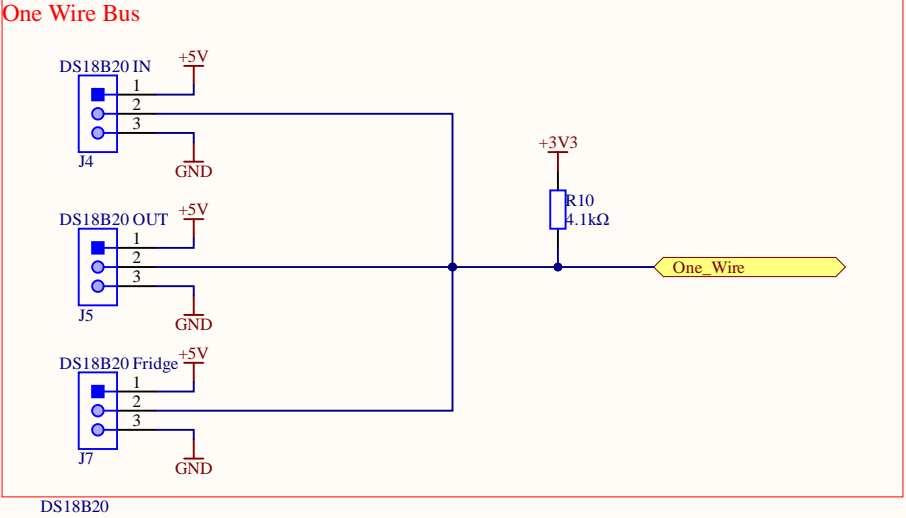 One Wire Bus
DS18B20 IN
+5V
1
2
3
J4
GND
+3V3
R10
4.1kΩ
DS18B20 OUT
+5V
1
2
3
J5
GND
One_Wire
DS18B20 Fridge
+5V
1
2
3
J7
GND
DS18B20